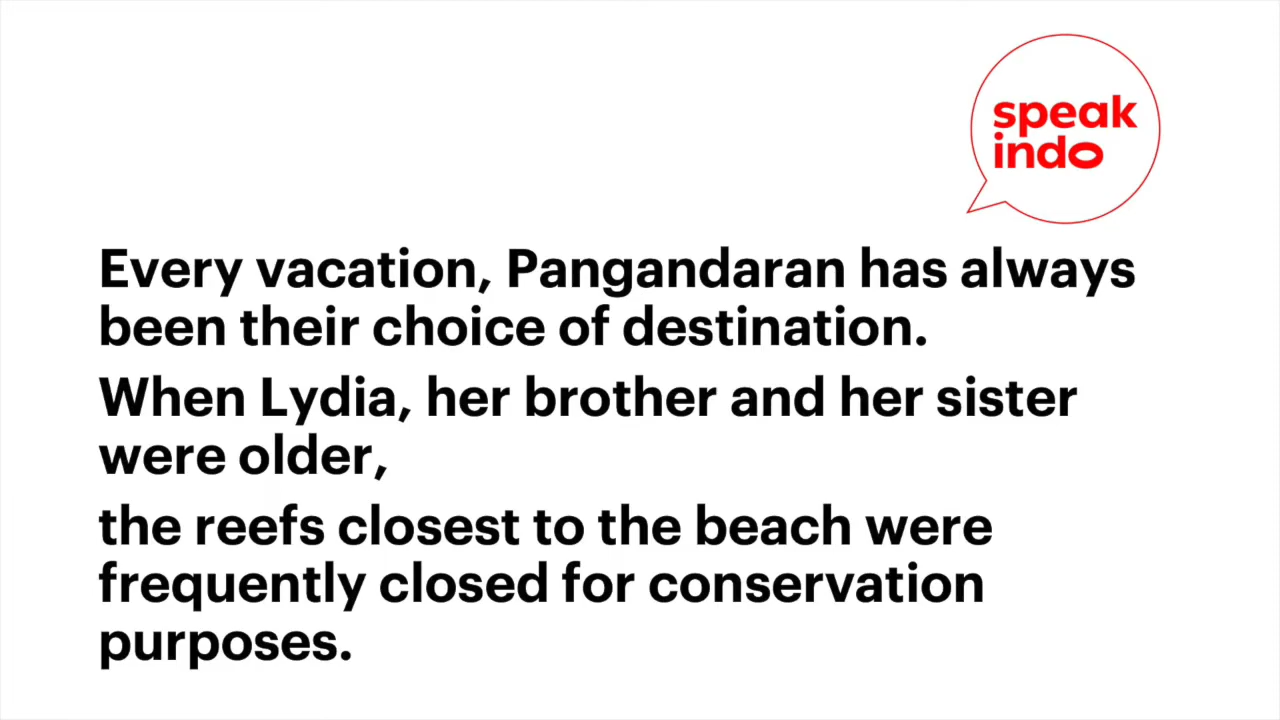 speak
indo
Every vacation, Pangandaran has always
been their choice of destination.
When Lydia, her brother and her sister
were older,
the reefs closest to the beach were
frequently closed for conservation
purposes.